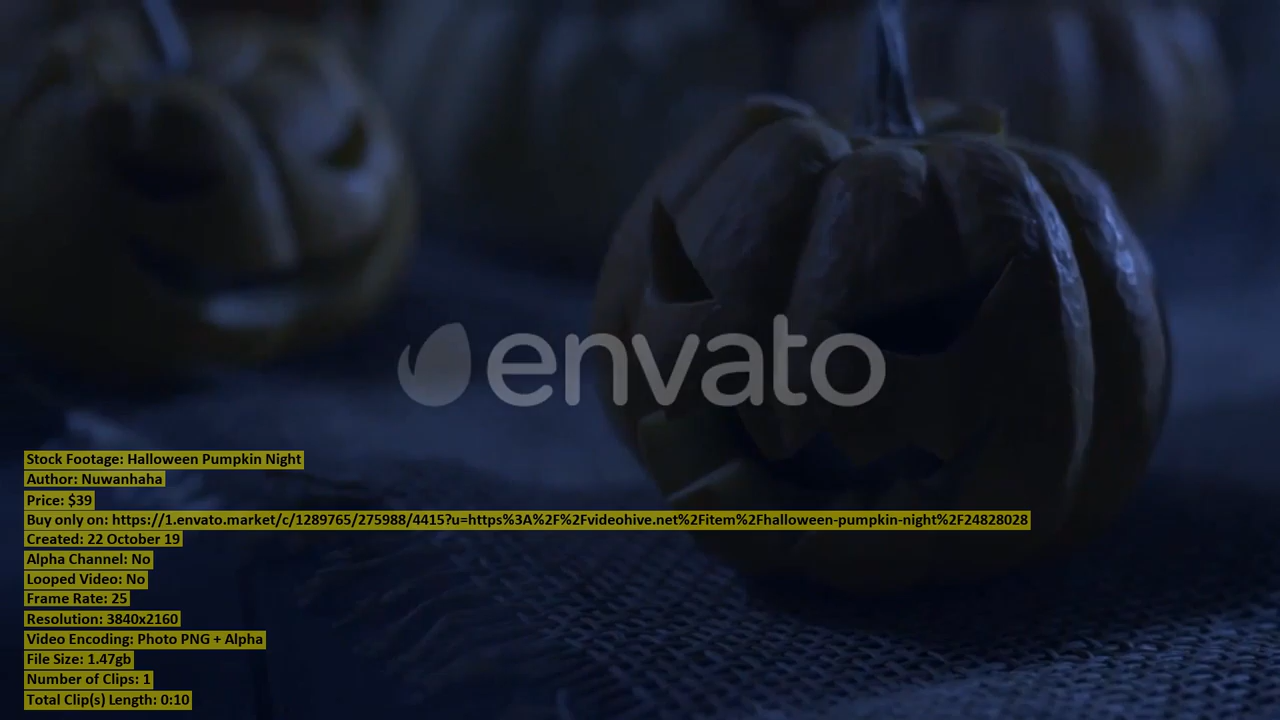 envato
Stock Footage: Halloween Pumpkin Night
Author: Nuwanhaha
Price: $39
Buy only on: https://1.envato.market/c/1289765/275988/4415?u=https%3A%2F%2Fvideohive.net%2Fitem%2Fhalloween-pumpkin-night%2F24828028
Created: 22 October 19
Alpha Channel: No
Looped Video: No
Frame Rate: 25
Resolution: 3840x2160
Video Encoding: Photo PNG + Alpha
File Size: 1.47gb
Number of Clips: 1
Total Clip(s) Length: 0:10